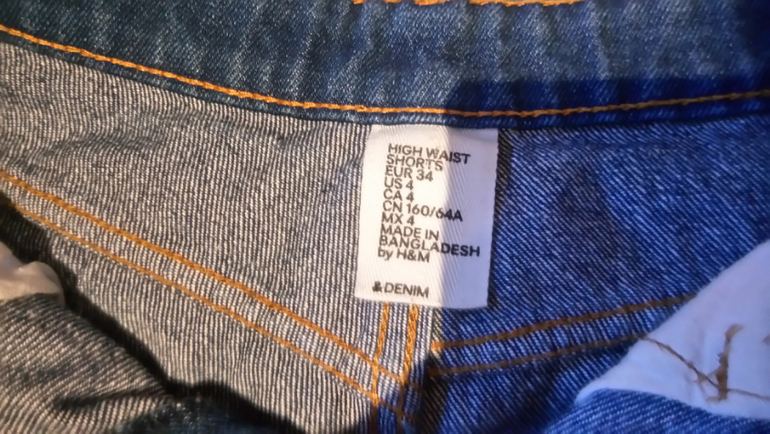 HIGH WAIST
SHORTS
EUR 34
US 4
CA 4
CN 160/64A
MX 4
MADE IN
BANGLADESH
by H&M
&DENIM